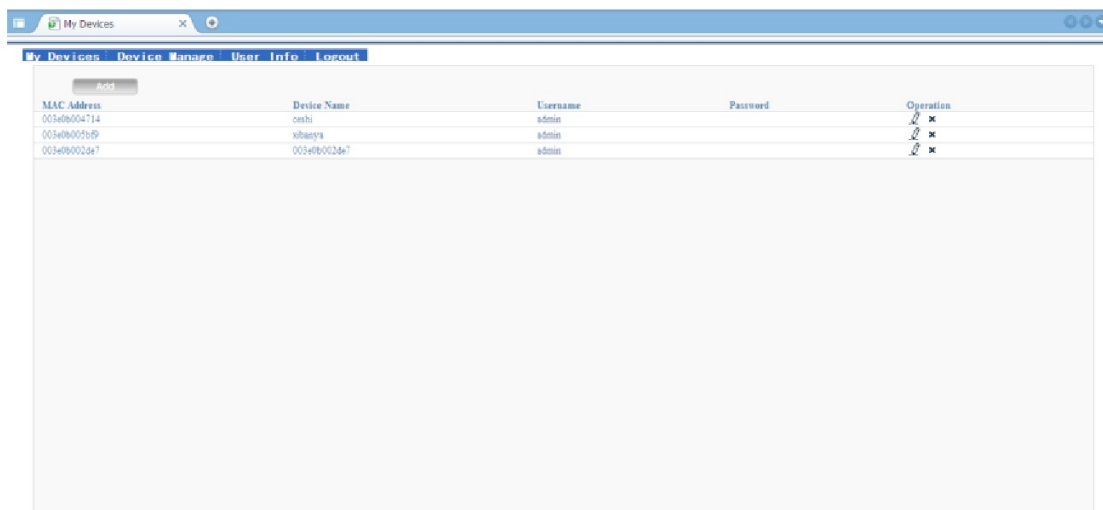 My Devices
My Devices Device Manage User Info Logout
Add
MAC Address Device Name Username Password Operation
003e0b004714 ceshi admin
003e0b005bf9 xibanya admin
003e0b002de7 003e0b002de7 admin